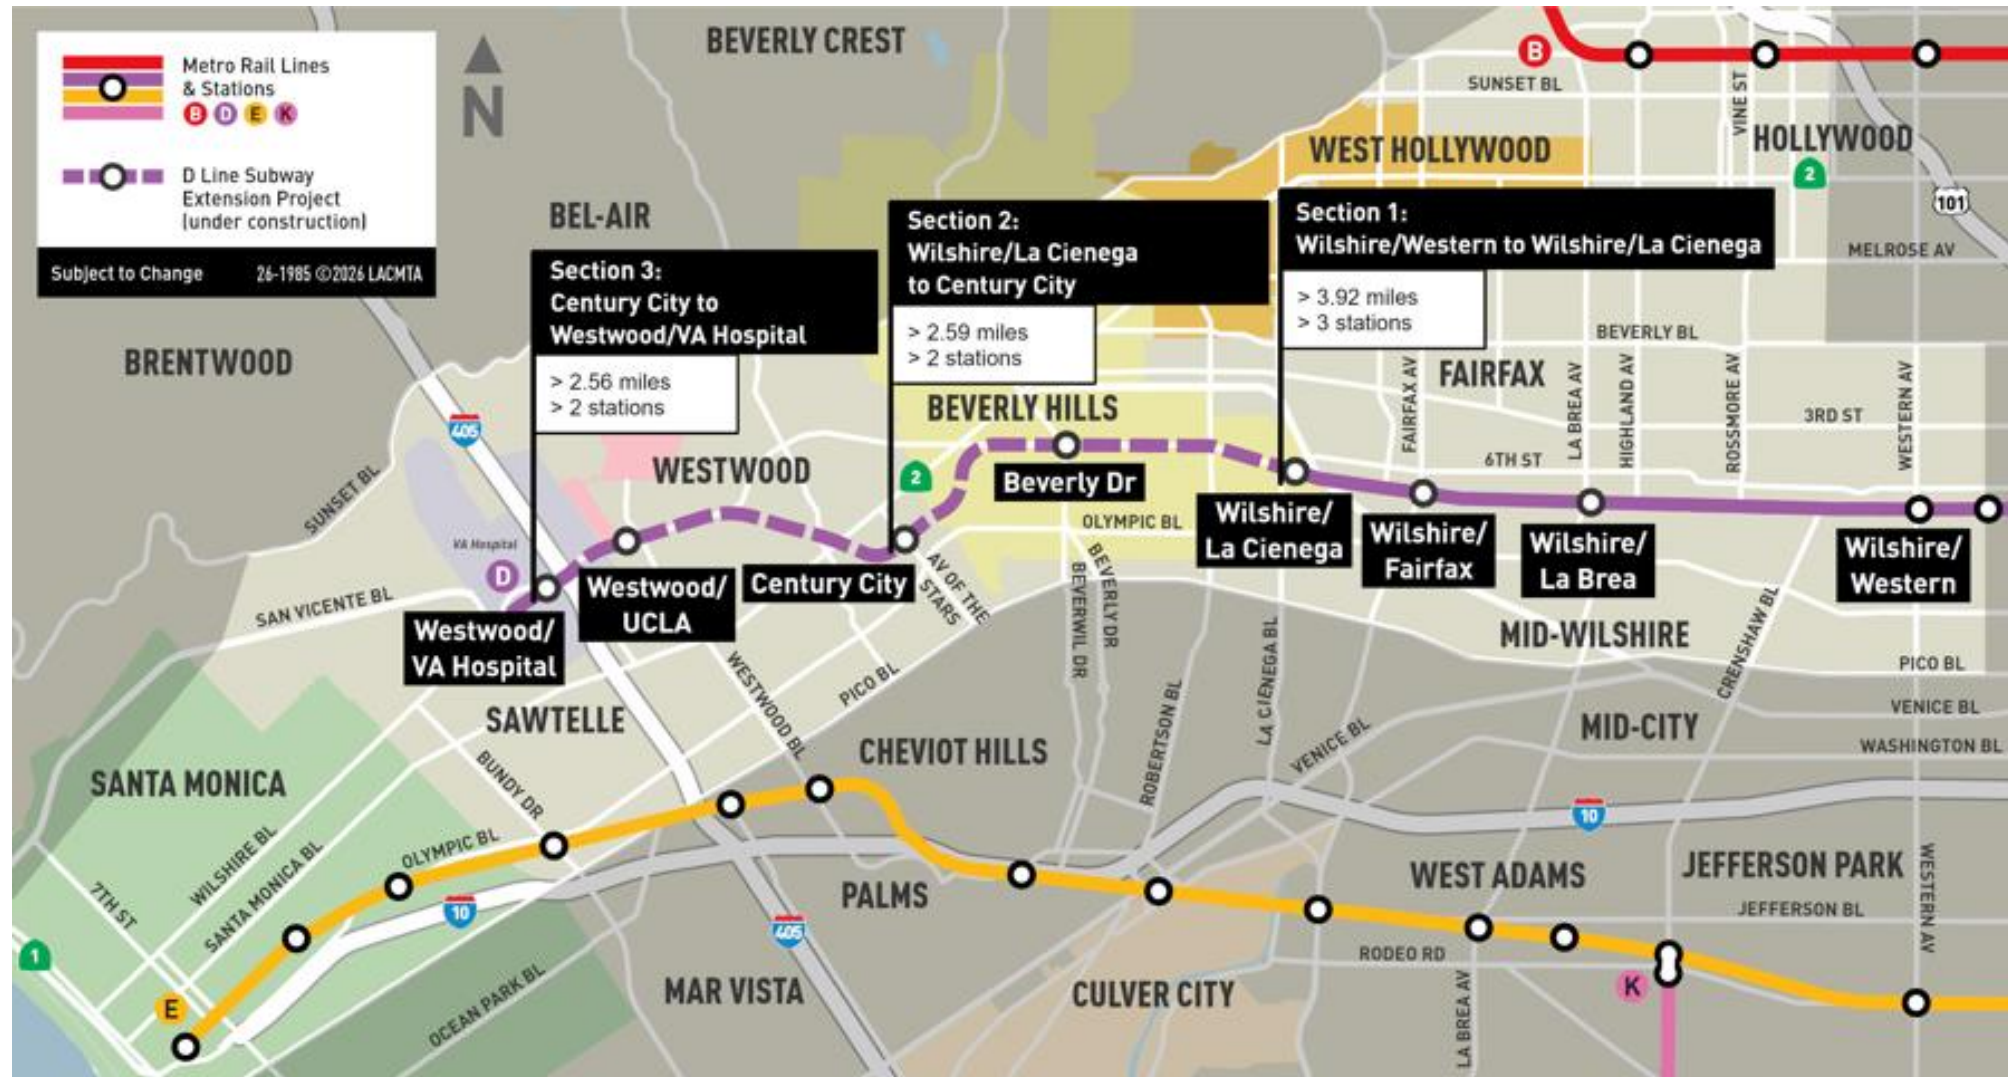 Metro Rail Lines
& Stations
B D E K
D Line Subway
Extension Project
(under construction)
Subject to Change 26-1985 ©2026 LACMTA
N
BEVERLY CREST
BEL-AIR
BRENTWOOD
B
SUNSET BL
VINE ST
HOLLYWOOD
2
WEST HOLLYWOOD
101
MELROSE AV
Section 3:
Century City to
Westwood/VA Hospital
> 2.56 miles
> 2 stations
Section 2:
Wilshire/La Cienega
to Century City
> 2.59 miles
> 2 stations
Section 1:
Wilshire/Western to Wilshire/La Cienega
> 3.92 miles
> 3 stations
BEVERLY BL
FAIRFAX AV
FAIRFAX
LA BREA AV
HIGHLAND AV
ROSSMORE AV
WESTERN AV
3RD ST
6TH ST
405
SUNSET BL
WESTWOOD
BEVERLY HILLS
2
Beverly Dr
OLYMPIC BL
Wilshire/
La Cienega
Wilshire/
Fairfax
Wilshire/
La Brea
Wilshire/
Western
VA Hospital
D
Westwood/
VA Hospital
Westwood/
UCLA
Century City
AV OF THE
STARS
BEVERLY DR
BEVERWIL DR
SAN VICENTE BL
WESTWOOD BL
PICO BL
LA CIENEGA BL
ROBERTSON BL
MID-WILSHIRE
CRENSHAW BL
PICO BL
VENICE BL
WASHINGTON BL
MID-CITY
VENICE BL
SAWTELLE
BUNDY DR
CHEVIOT HILLS
SANTA MONICA
WILSHIRE BL
SANTA MONICA BL
OLYMPIC BL
7TH ST
10
1
E
OCEAN PARK BL
405
PALMS
MAR VISTA
CULVER CITY
10
WEST ADAMS
JEFFERSON PARK
JEFFERSON BL
RODEO RD
LA BREA AV
K
WESTERN AV